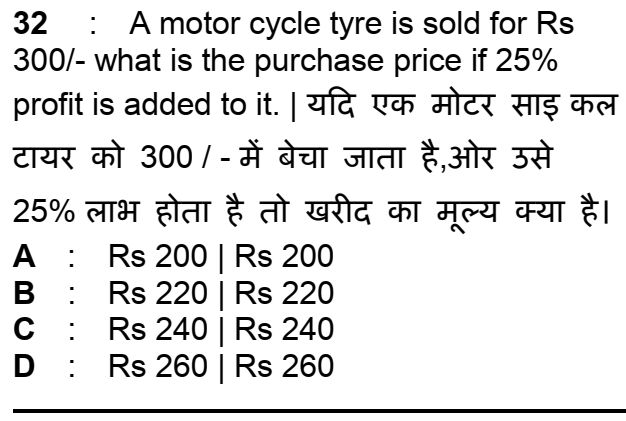 32 : A motor cycle tyre is sold for Rs
300/- what is the purchase price if 25%
profit is added to it. | यदि एक मोटर साइ कल
टायर को 300 / - में बेचा जाता है,ओर उसे
25% लाभ होता है तो खरीद का मूल्य क्या है।
A : Rs 200 | Rs 200
B : Rs 220 | Rs 220
C : Rs 240 | Rs 240
D : Rs 260 | Rs 260